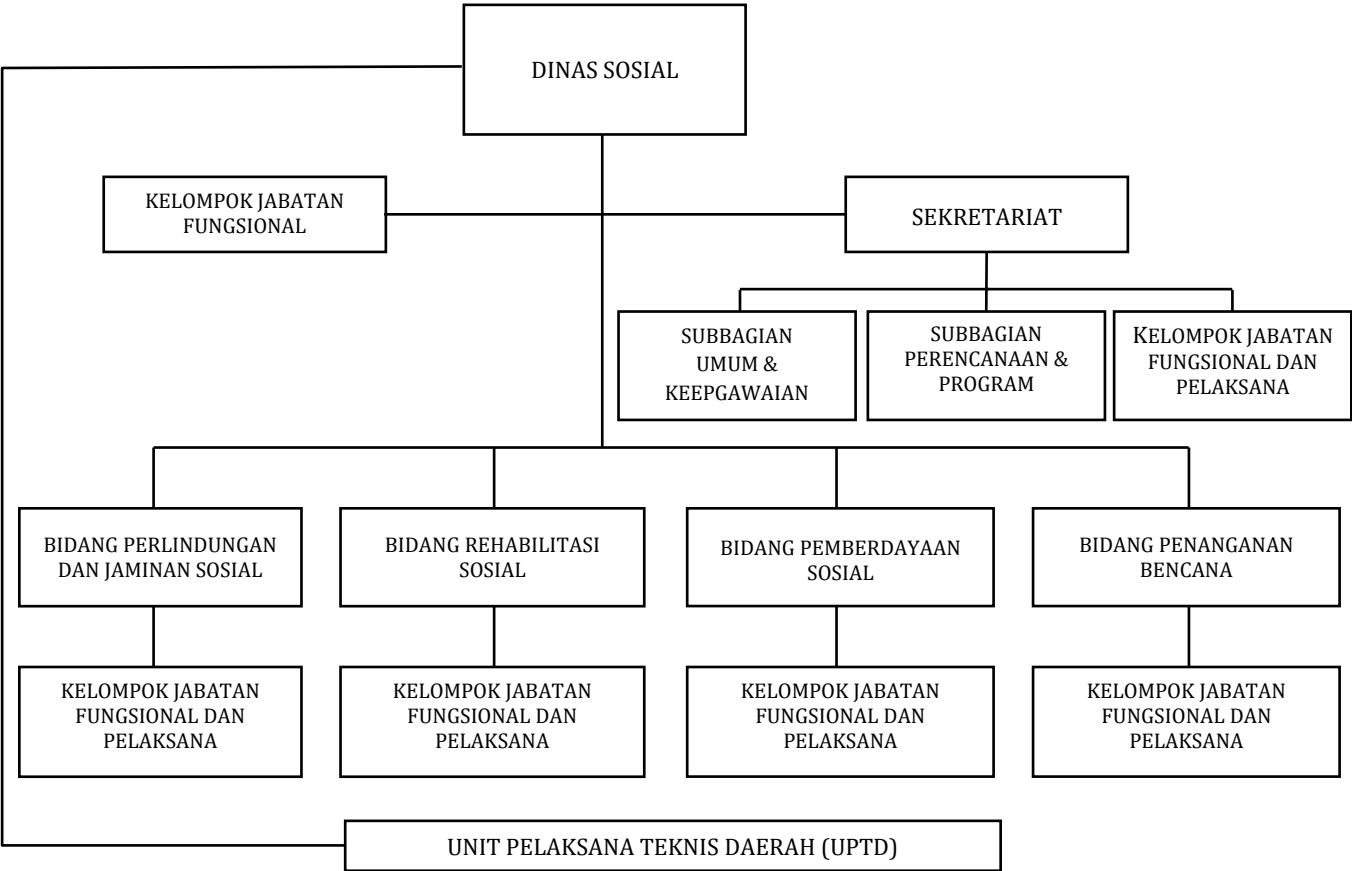 DINAS SOSIAL
KELOMPOK JABATAN
FUNGSIONAL
SEKRETARIAT
SUBBAGIAN
UMUM &
KEEPGAWAIAN
SUBBAGIAN
PERENCANAAN &
PROGRAM
KELOMPOK JABATAN
FUNGSIONAL DAN
PELAKSANA
BIDANG PERLINDUNGAN
DAN JAMINAN SOSIAL
BIDANG REHABILITASI
SOSIAL
BIDANG PEMBERDAYAAN
SOSIAL
BIDANG PENANGANAN
BENCANA
KELOMPOK JABATAN
FUNGSIONAL DAN
PELAKSANA
KELOMPOK JABATAN
FUNGSIONAL DAN
PELAKSANA
KELOMPOK JABATAN
FUNGSIONAL DAN
PELAKSANA
KELOMPOK JABATAN
FUNGSIONAL DAN
PELAKSANA
UNIT PELAKSANA TEKNIS DAERAH (UPTD)